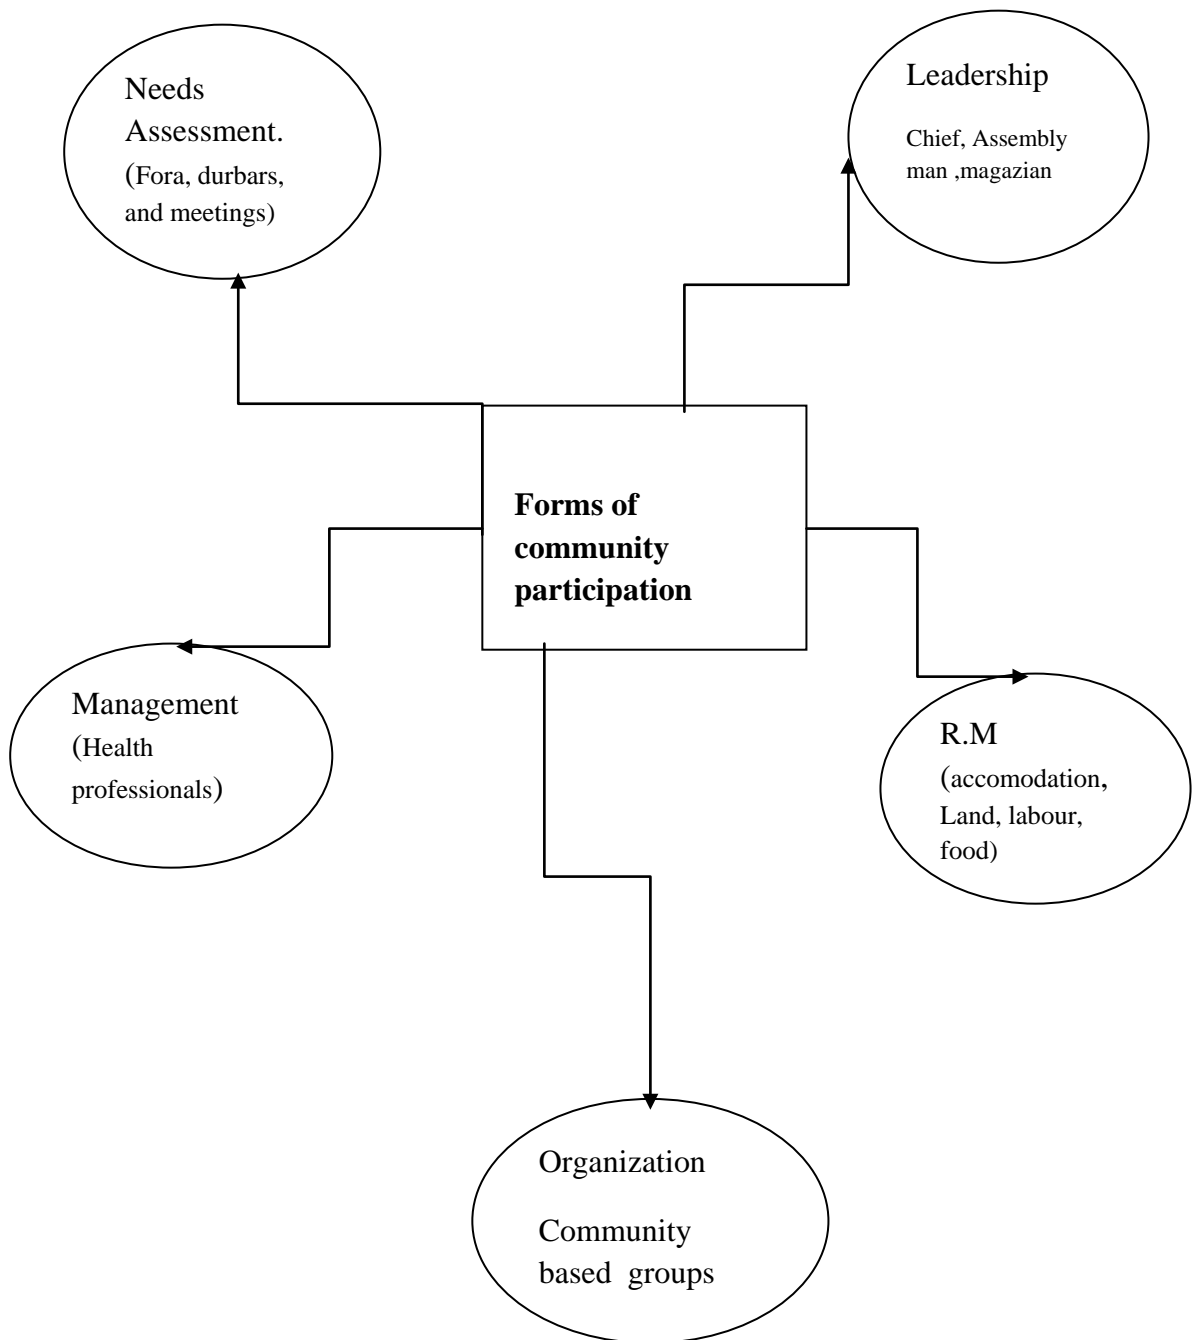 Needs
Assessment.
(Fora, durbars,
and meetings)
Leadership
Chief, Assembly
man ,magazian
Forms of
community
participation
Management
(Health
professionals)
R.M
(accomodation,
Land, labour,
food)
Organization
Community
based groups